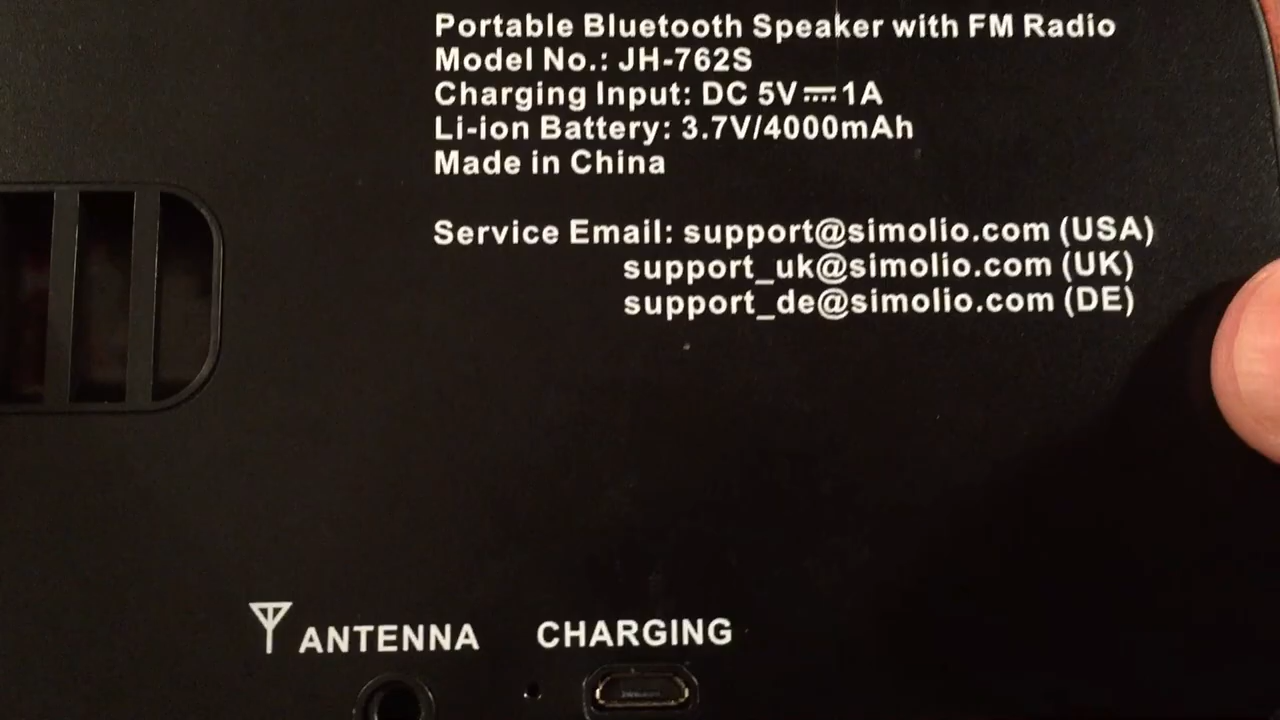 Portable Bluetooth Speaker with FM Radio
Model No.: JH-762S
Charging Input: DC 5V⎓1A
Li-ion Battery: 3.7V/4000mAh
Made in China
Service Email: support@simolio.com (USA)
support_uk@simolio.com (UK)
support_de@simolio.com (DE)
ANTENNA CHARGING